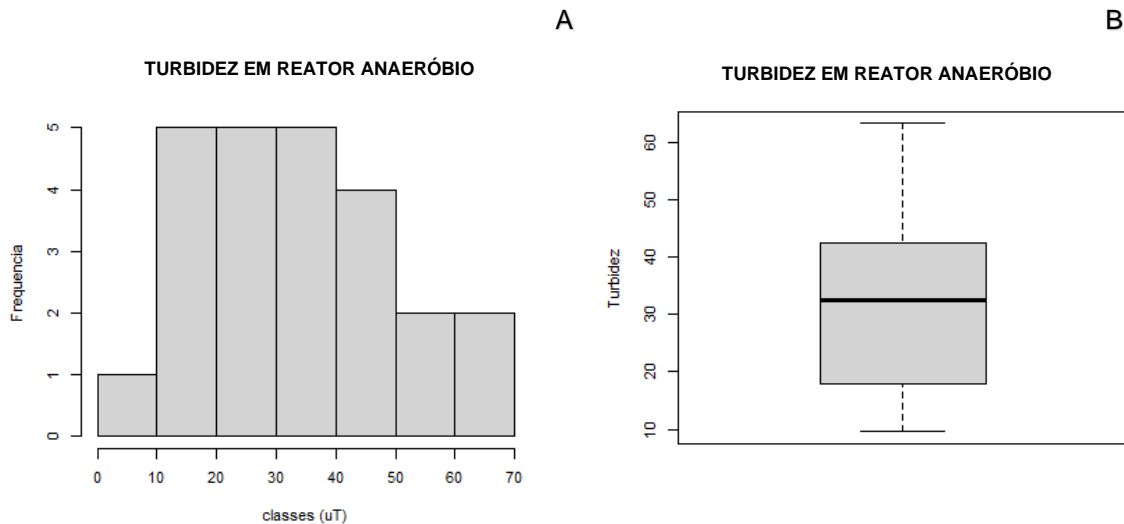 A
TURBIDEZ EM REATOR ANAERÓBIO
5
4
3
2
1
0
Frequencia
0 10 20 30 40 50 60 70
classes (uT)
B
TURBIDEZ EM REATOR ANAERÓBIO
60
50
40
30
20
10
Turbidez